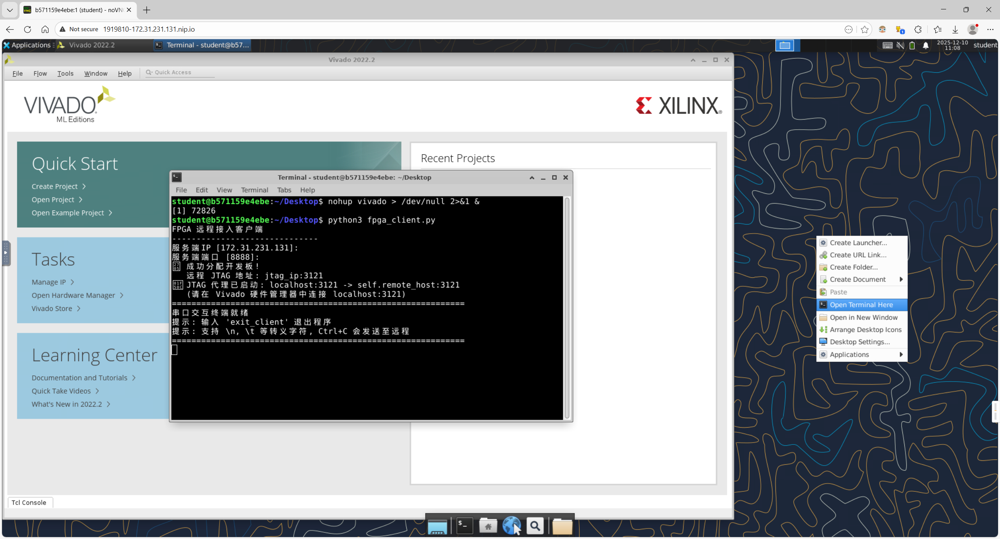 b571159e4ebe:1 (student) - noVN
Not secure 1919810-172.31.231.131.nip.io
1
Applications
Vivado 2022.2
Terminal - student@b57...
2025-12-10
11:08
student
Vivado 2022.2
File Flow Tools Window Help
Quick Access
VIVADO
ML Editions
XILINX
Quick Start
Create Project
Open Project
Open Example Project
Tasks
Manage IP
Open Hardware Manager
Vivado Store
Learning Center
Documentation and Tutorials
Quick Take Videos
What's New in 2022.2
Recent Projects
Terminal - student@b571159e4ebe: ~/Desktop
File Edit View Terminal Tabs Help
student@b571159e4ebe:~/Desktop$ nohup vivado > /dev/null 2>&1 &
[1] 72826
student@b571159e4ebe:~/Desktop$ python3 fpga_client.py
FPGA 远程接入客户端
------------------------------
服务端IP [172.31.231.131]:
服务端端口 [8888]:
成功分配开发板！
远程 JTAG 地址: jtag_ip:3121
JTAG 代理已启动: localhost:3121 -> self.remote_host:3121
(请在 Vivado 硬件管理器中连接 localhost:3121)
============================================================
串口交互终端就绪
提示: 输入 'exit_client' 退出程序
提示: 支持 \n, \t 等转义字符, Ctrl+C 会发送至远程
============================================================
Create Launcher...
Create URL Link...
Create Folder...
Create Document
Paste
Open Terminal Here
Open in New Window
Arrange Desktop Icons
Desktop Settings...
Applications
Tcl Console